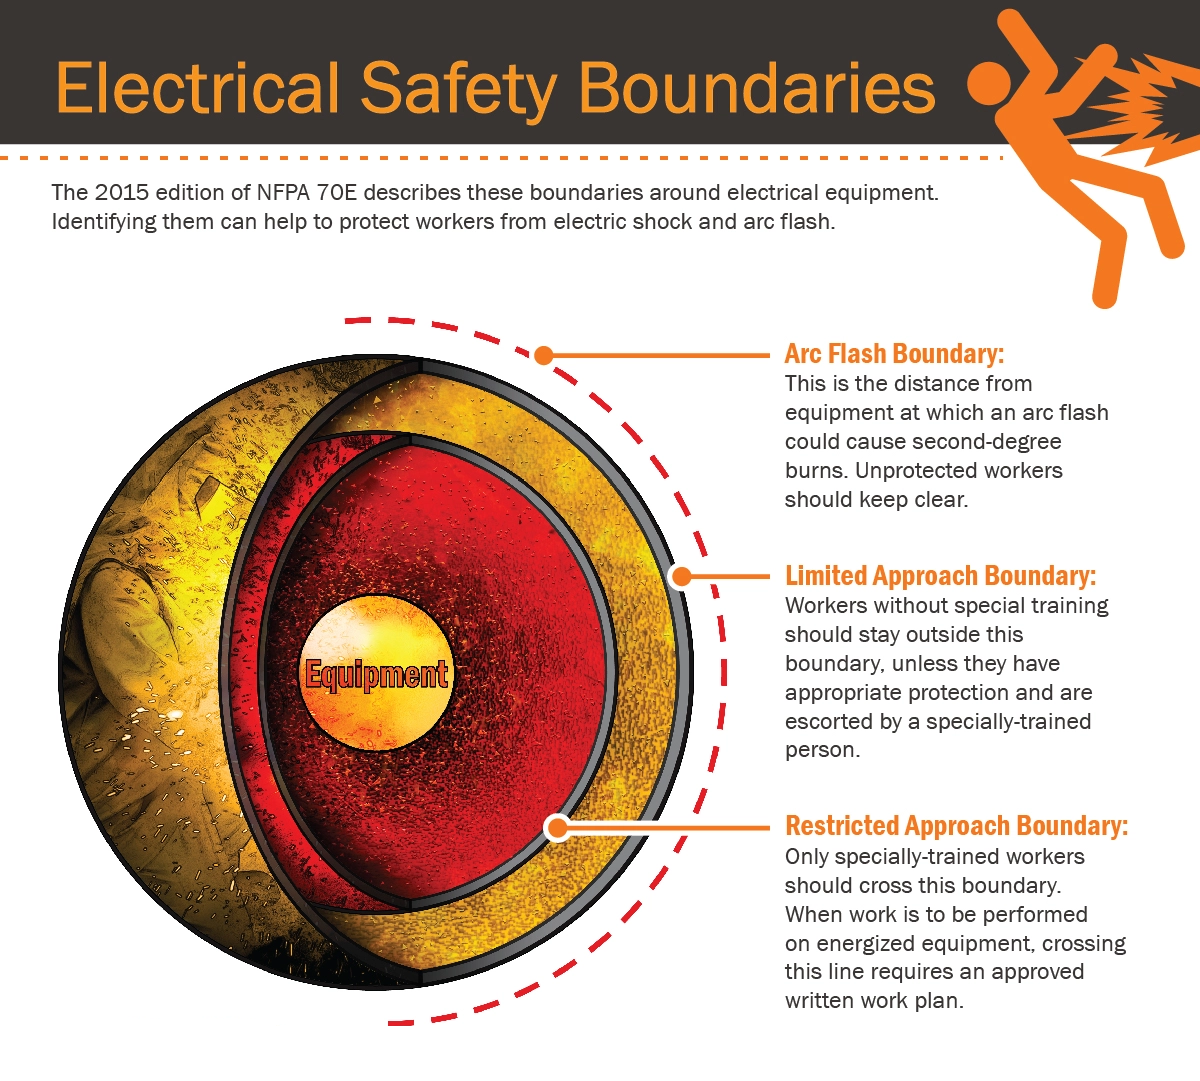 Electrical Safety Boundaries
The 2015 edition of NFPA 70E describes these boundaries around electrical equipment.
Identifying them can help to protect workers from electric shock and arc flash.
Arc Flash Boundary:
This is the distance from
equipment at which an arc flash
could cause second-degree
burns. Unprotected workers
should keep clear.
Limited Approach Boundary:
Workers without special training
should stay outside this
boundary, unless they have
appropriate protection and are
escorted by a specially-trained
person.
Equipment
Restricted Approach Boundary:
Only specially-trained workers
should cross this boundary.
When work is to be performed
on energized equipment, crossing
this line requires an approved
written work plan.